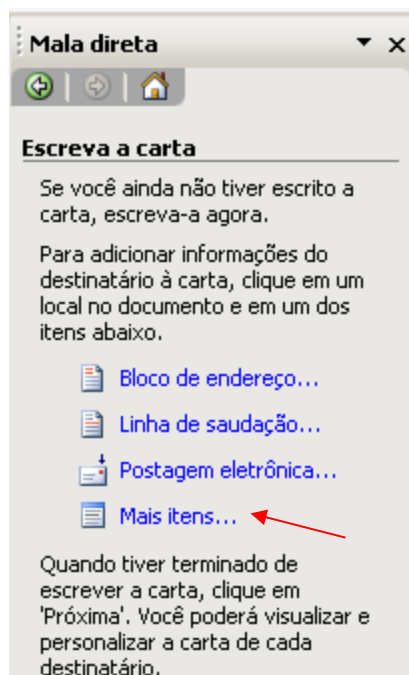 Mala direta
Escreva a carta
Se você ainda não tiver escrito a
carta, escreva-a agora.
Para adicionar informações do
destinatário à carta, clique em um
local no documento e em um dos
itens abaixo.
Bloco de endereço...
Linha de saudação...
Postagem eletrônica...
Mais itens...
Quando tiver terminado de
escrever a carta, clique em
'Próxima'. Você poderá visualizar e
personalizar a carta de cada
destinatário.